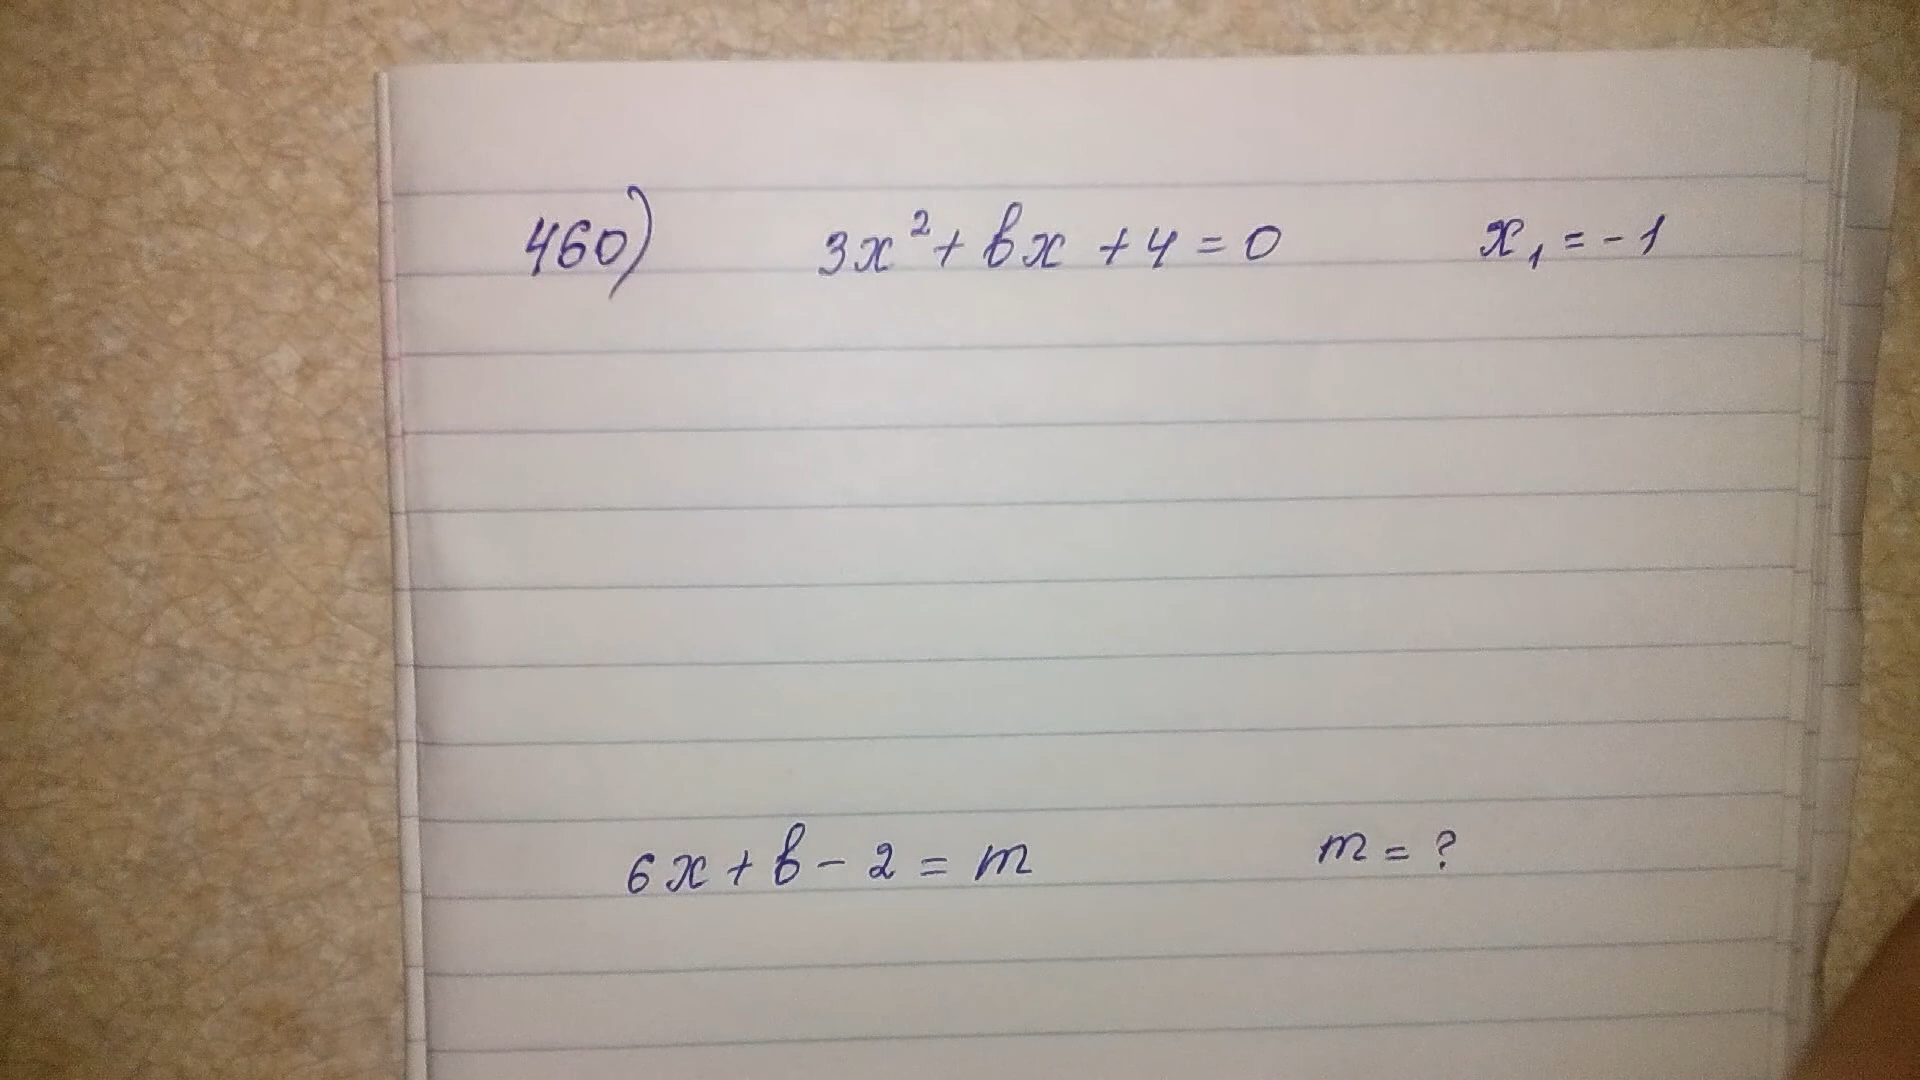 460) 3x² + bx + 4 = 0 x₁ = -1
6x + b - 2 = m m = ?